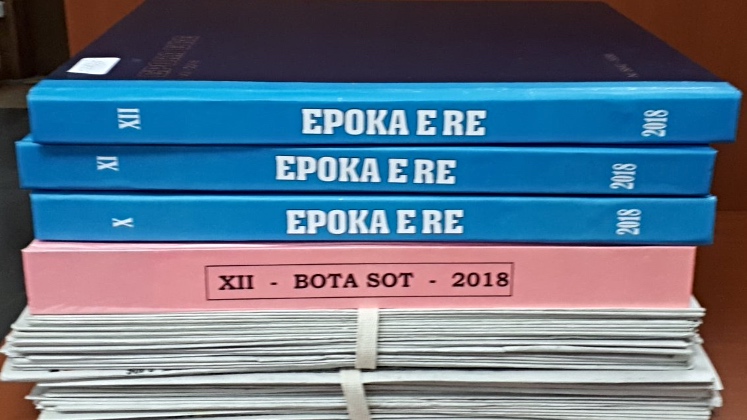 XII EPOKA E RE 2018
XI EPOKA E RE 2018
X EPOKA E RE 2018
XII - BOTA SOT - 2018